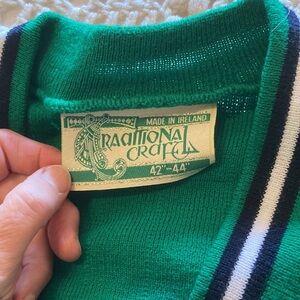 MADE IN IRELAND
TRADITIONAL
CRAFT
42"-44"